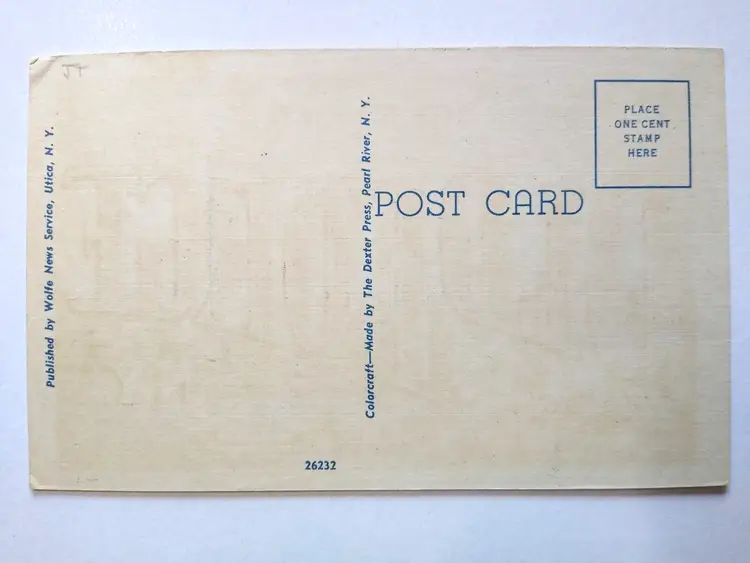 JT
Published by Wolfe News Service, Utica, N. Y.
Colorcraft—Made by The Dexter Press, Pearl River, N. Y.
POST CARD
PLACE
ONE CENT
STAMP
HERE
26232